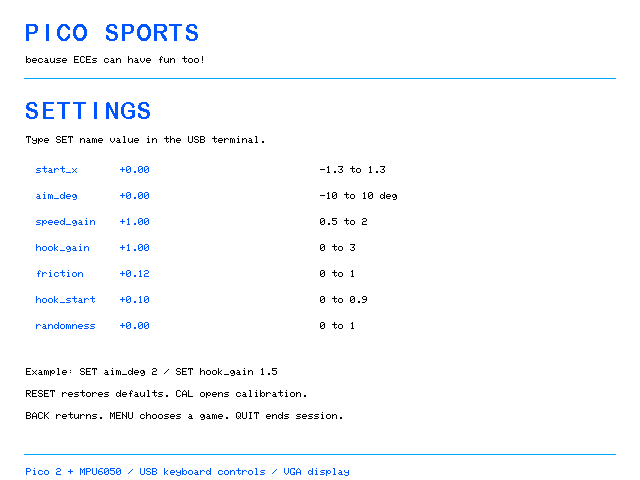 PICO SPORTS
because ECEs can have fun too!
SETTINGS
Type SET name value in the USB terminal.
start_x +0.00 -1.3 to 1.3
aim_deg +0.00 -10 to 10 deg
speed_gain +1.00 0.5 to 2
hook_gain +1.00 0 to 3
friction +0.12 0 to 1
hook_start +0.10 0 to 0.9
randomness +0.00 0 to 1
Example: SET aim_deg 2 / SET hook_gain 1.5
RESET restores defaults. CAL opens calibration.
BACK returns. MENU chooses a game. QUIT ends session.
Pico 2 + MPU6050 / USB keyboard controls / VGA display